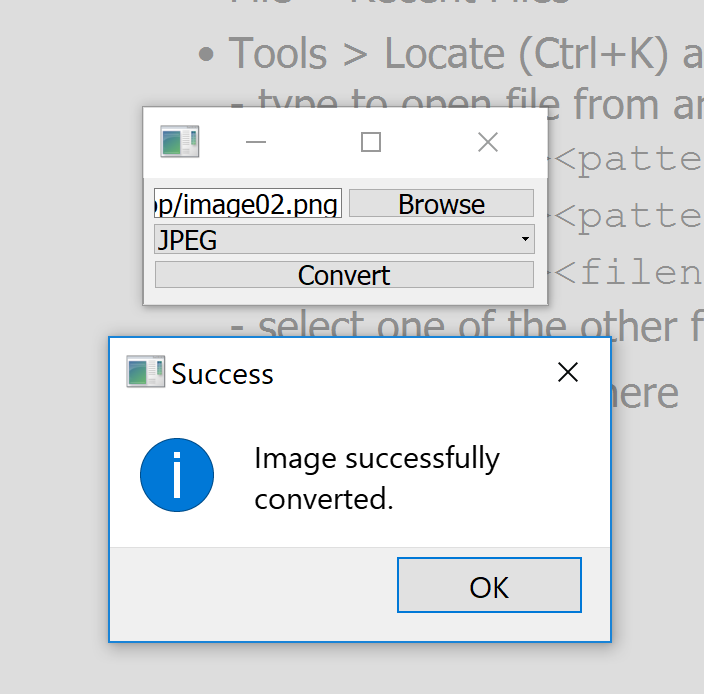 File > Recent Files
• Tools > Locate (Ctrl+K) a
- type to open file from
<patte
op/image02.png
Browse
<patte
JPEG
Convert
<filen
- select one of the other f
Success
here
Image successfully
converted.
OK